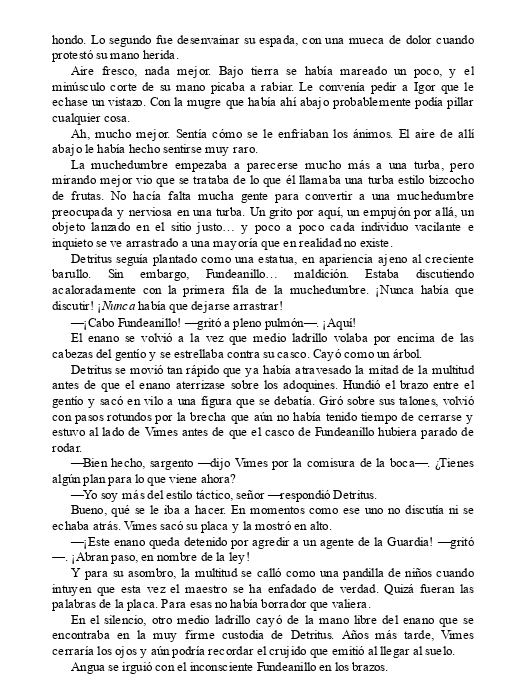 hondo. Lo segundo fue desenvainar su espada, con una mueca de dolor cuando
protestó su mano herida.
Aire fresco, nada mejor. Bajo tierra se había mareado un poco, y el
minúsculo corte de su mano picaba a rabiar. Le convenía pedir a Igor que le
echase un vistazo. Con la mugre que había ahí abajo probablemente podía pillar
cualquier cosa.
Ah, mucho mejor. Sentía cómo se le enfriaban los ánimos. El aire de allí
abajo le había hecho sentirse muy raro.
La muchedumbre empezaba a parecerse mucho más a una turba, pero
mirando mejor vio que se trataba de lo que él llamaba una turba estilo bizcocho
de frutas. No hacía falta mucha gente para convertir a una muchedumbre
preocupada y nerviosa en una turba. Un grito por aquí, un empujón por allá, un
objeto lanzado en el sitio justo… y poco a poco cada individuo vacilante e
inquieto se ve arrastrado a una mayoría que en realidad no existe.
Detritus seguía plantado como una estatua, en apariencia ajeno al creciente
barullo. Sin embargo, Fundeanillo… maldición. Estaba discutiendo
acaloradamente con la primera fila de la muchedumbre. ¡Nunca había que
discutir! ¡Nunca había que dejarse arrastrar!
—¡Cabo Fundeanillo! —gritó a pleno pulmón—. ¡Aquí!
El enano se volvió a la vez que medio ladrillo volaba por encima de las
cabezas del gentío y se estrellaba contra su casco. Cayó como un árbol.
Detritus se movió tan rápido que ya había atravesado la mitad de la multitud
antes de que el enano aterrizase sobre los adoquines. Hundió el brazo entre el
gentío y sacó en vilo a una figura que se debatía. Giró sobre sus talones, volvió
con pasos rotundos por la brecha que aún no había tenido tiempo de cerrarse y
estuvo al lado de Vimes antes de que el casco de Fundeanillo hubiera parado de
rodar.
—Bien hecho, sargento —dijo Vimes por la comisura de la boca—. ¿Tienes
algún plan para lo que viene ahora?
—Yo soy más del estilo táctico, señor —respondió Detritus.
Bueno, qué se le iba a hacer. En momentos como ese uno no discutía ni se
echaba atrás. Vimes sacó su placa y la mostró en alto.
—¡Este enano queda detenido por agredir a un agente de la Guardia! —gritó
—. ¡Abran paso, en nombre de la ley!
Y para su asombro, la multitud se calló como una pandilla de niños cuando
intuyen que esta vez el maestro se ha enfadado de verdad. Quizá fueran las
palabras de la placa. Para esas no había borrador que valiera.
En el silencio, otro medio ladrillo cayó de la mano libre del enano que se
encontraba en la muy firme custodia de Detritus. Años más tarde, Vimes
cerraría los ojos y aún podría recordar el crujido que emitió al llegar al suelo.
Angua se irguió con el inconsciente Fundeanillo en los brazos.